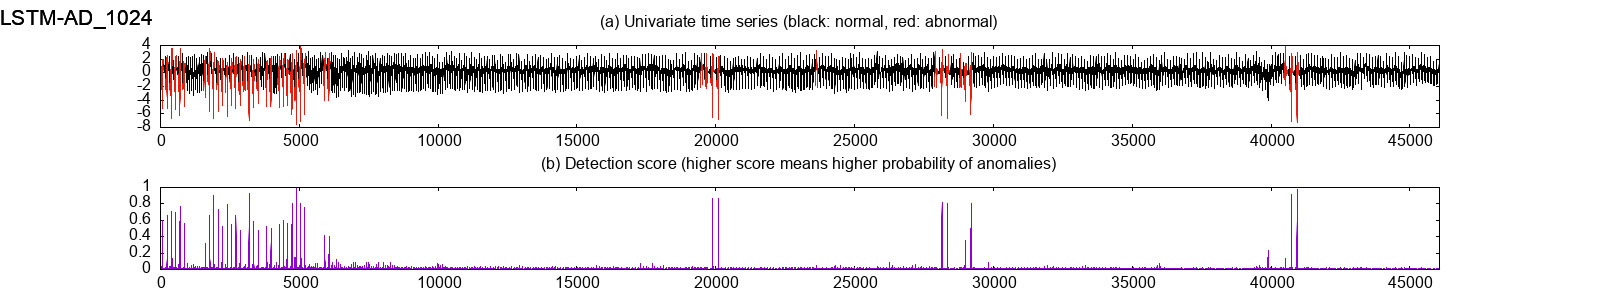 LSTM-AD_1024
(a) Univariate time series (black: normal, red: abnormal)
4
2
0
-2
-4
-6
-8
0 5000 10000 15000 20000 25000 30000 35000 40000 45000
(b) Detection score (higher score means higher probability of anomalies)
1
0.8
0.6
0.4
0.2
0
0 5000 10000 15000 20000 25000 30000 35000 40000 45000